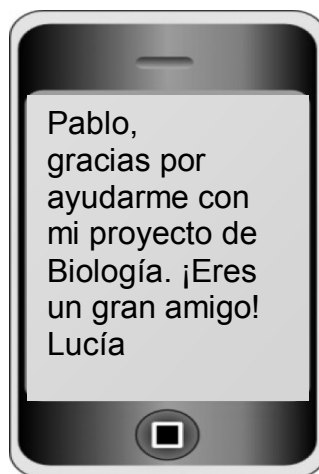 Pablo,
gracias por
ayudarme con
mi proyecto de
Biología. ¡Eres
un gran amigo!
Lucía